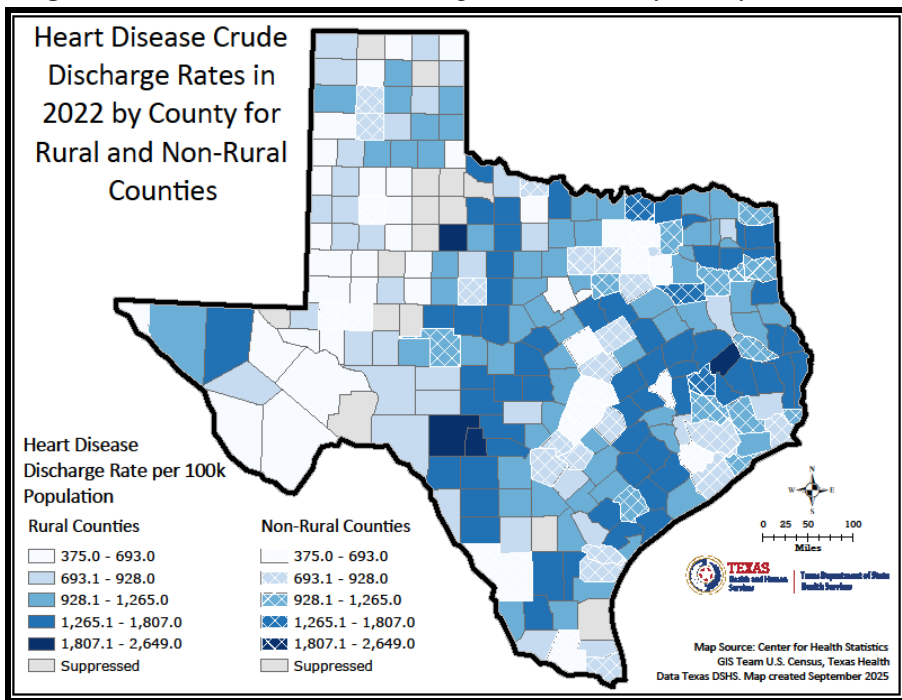 Heart Disease Crude
Discharge Rates in
2022 by County for
Rural and Non-Rural
Counties
Heart Disease
Discharge Rate per 100k
Population
Rural Counties
375.0 - 693.0
693.1 - 928.0
928.1 - 1,265.0
1,265.1 - 1,807.0
1,807.1 - 2,649.0
Suppressed
Non-Rural Counties
375.0 - 693.0
693.1 - 928.0
928.1 - 1,265.0
1,265.1 - 1,807.0
1,807.1 - 2,649.0
Suppressed
N
W E
S
0 25 50 100
Miles
TEXAS
Health and Human
Services
Texas Department of State
Health Services
Map Source: Center for Health Statistics
GIS Team U.S. Census, Texas Health
Data Texas DSHS. Map created September 2025